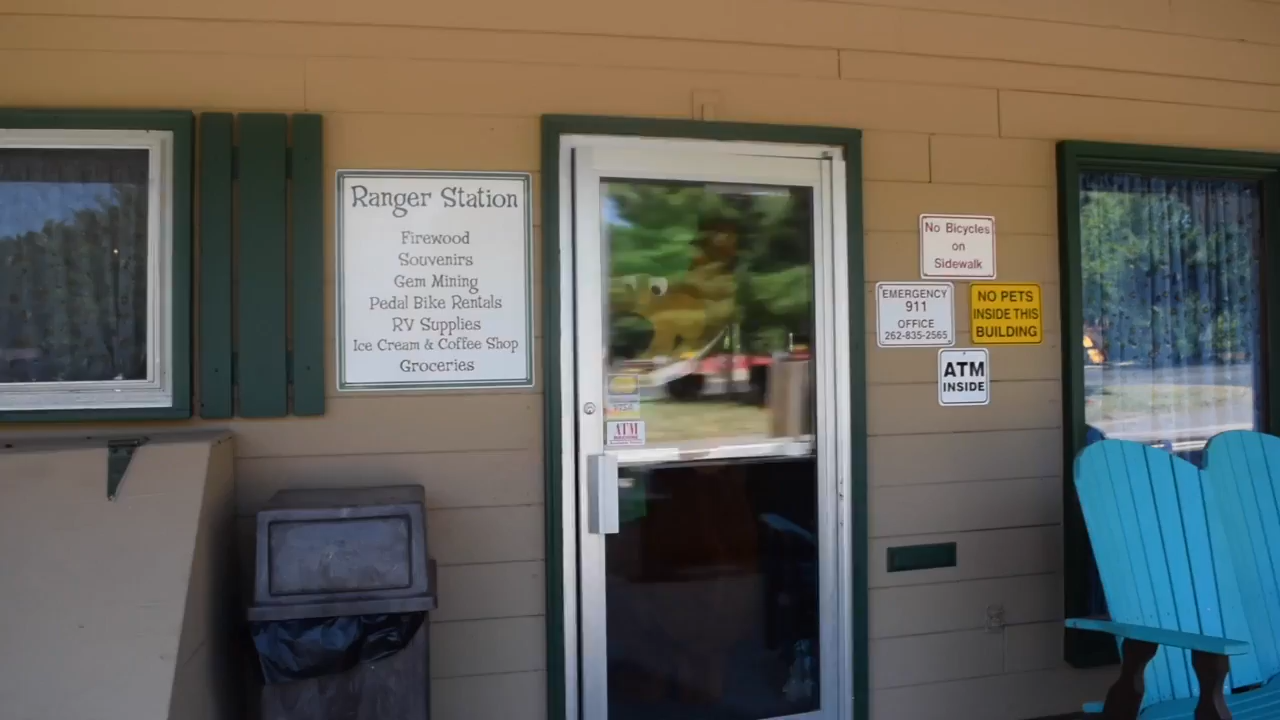 Ranger Station
Firewood
Souvenirs
Gem Mining
Pedal Bike Rentals
RV Supplies
Ice Cream & Coffee Shop
Groceries
VISA
ATM
No Bicycles
on
Sidewalk
EMERGENCY
911
OFFICE
262-835-2565
NO PETS
INSIDE THIS
BUILDING
ATM
INSIDE